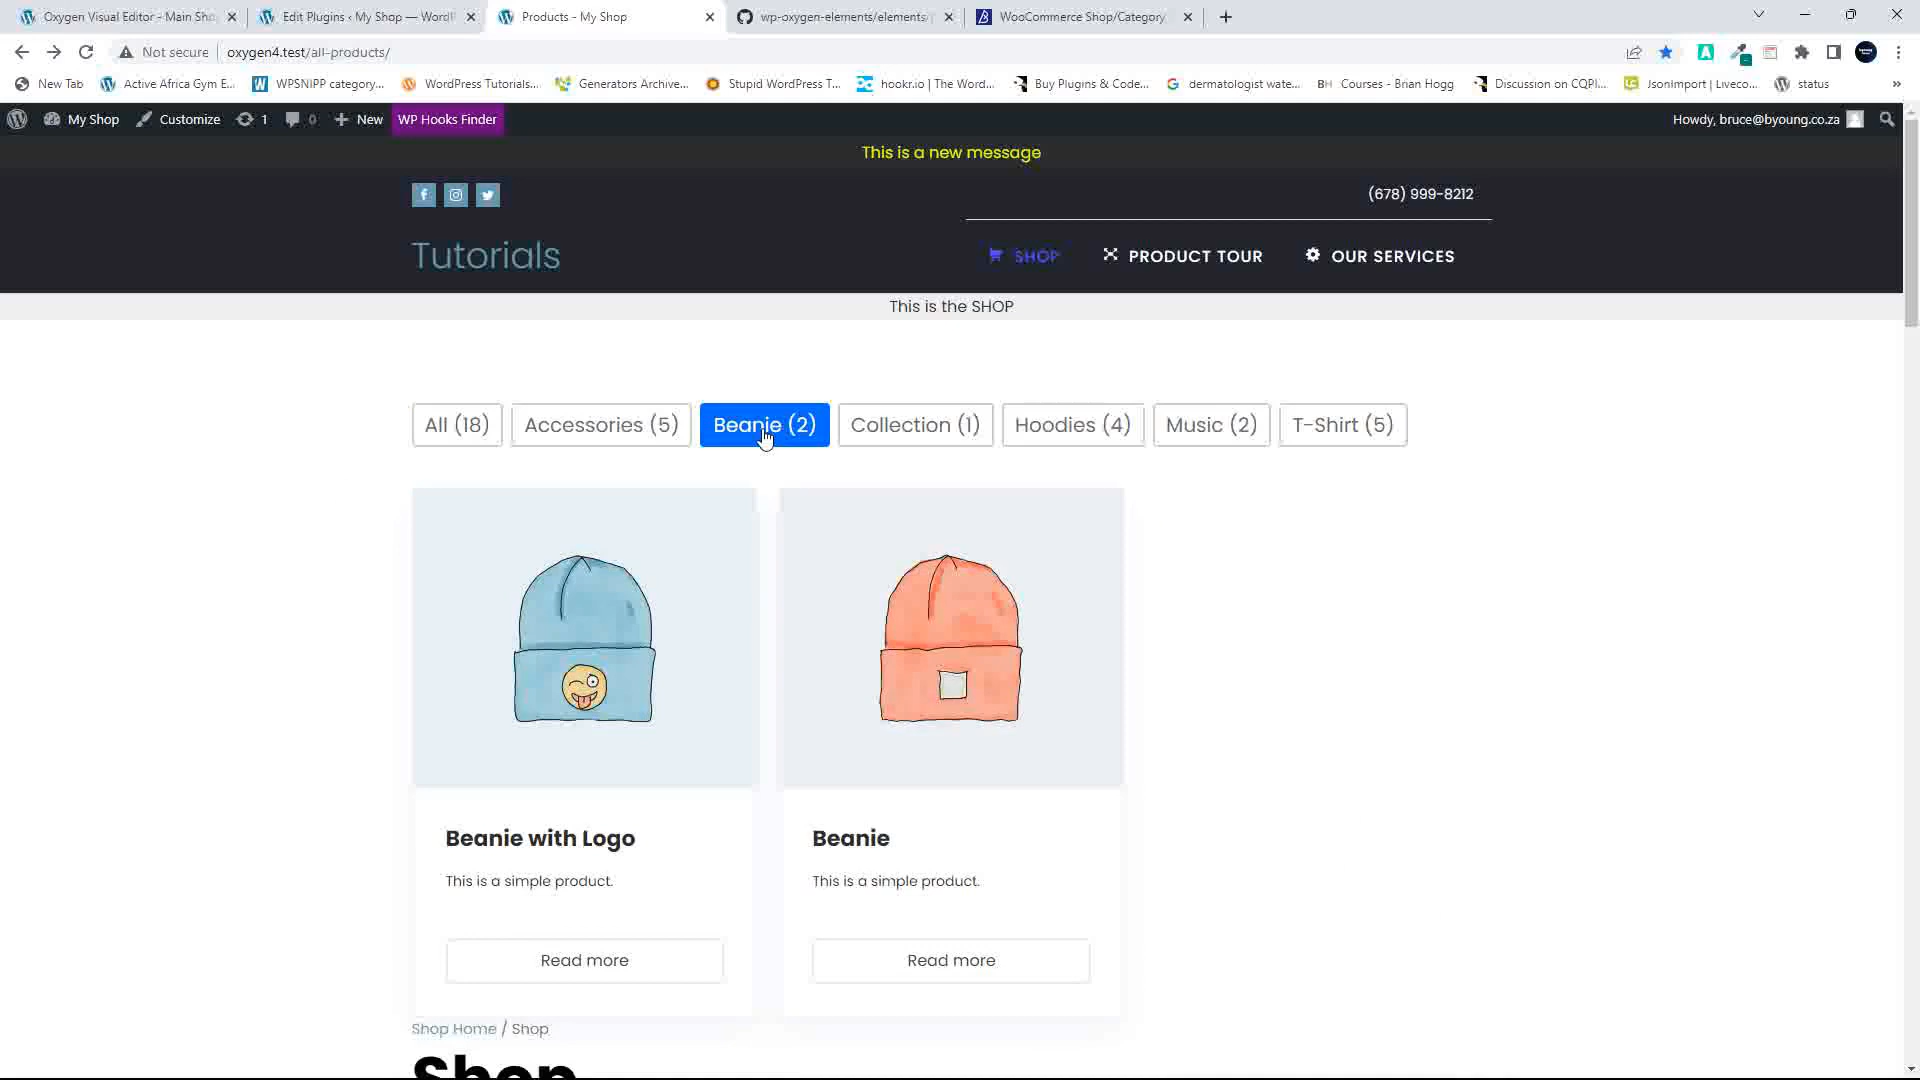 Oxygen Visual Editor - Main Sho
Edit Plugins ‹ My Shop — WordP
Products - My Shop
wp-oxygen-elements/elements/
WooCommerce Shop/Category
Not secure
oxygen4.test/all-products/
New Tab
Active Africa Gym E...
WPSNIPP category...
WordPress Tutorials...
Generators Archive...
Stupid WordPress T...
hookr.io | The Word...
Buy Plugins & Code...
dermatologist wate...
BH Courses - Brian Hogg
Discussion on CQPI...
JsonImport | Liveco...
status
»
My Shop
Customize
1
0
New
WP Hooks Finder
Howdy, bruce@byoung.co.za
This is a new message
(678) 999-8212
Tutorials
SHOP
PRODUCT TOUR
OUR SERVICES
This is the SHOP
All (18)
Accessories (5)
Beanie (2)
Collection (1)
Hoodies (4)
Music (2)
T-Shirt (5)
Beanie with Logo
Beanie
This is a simple product.
This is a simple product.
Read more
Read more
Shop Home / Shop
Shop